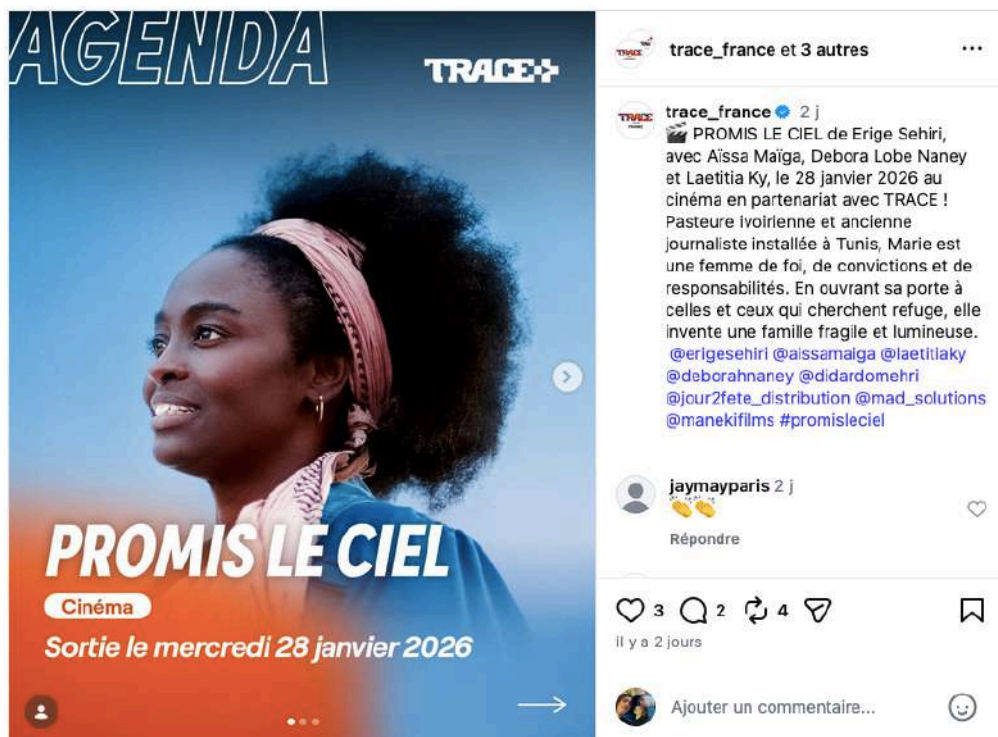 AGENDA
TRACE+
PROMIS LE CIEL
Cinéma
Sortie le mercredi 28 janvier 2026
trace_france et 3 autres
trace_france 2 j
🎬 PROMIS LE CIEL de Erige Sehiri,
avec Aïssa Maïga, Debora Lobe Naney
et Laetitia Ky, le 28 janvier 2026 au
cinéma en partenariat avec TRACE !
Pasteure ivoirienne et ancienne
journaliste installée à Tunis, Marie est
une femme de foi, de convictions et de
responsabilités. En ouvrant sa porte à
celles et ceux qui cherchent refuge, elle
invente une famille fragile et lumineuse.
@erigesehiri @aissamaiga @laetitiaky
@deborahnaney @didardomehri
@jour2fete_distribution @mad_solutions
@manekifilms #promisleciel
jaymayparis 2 j
👏👏
Répondre
3 2 4
il y a 2 jours
Ajouter un commentaire...